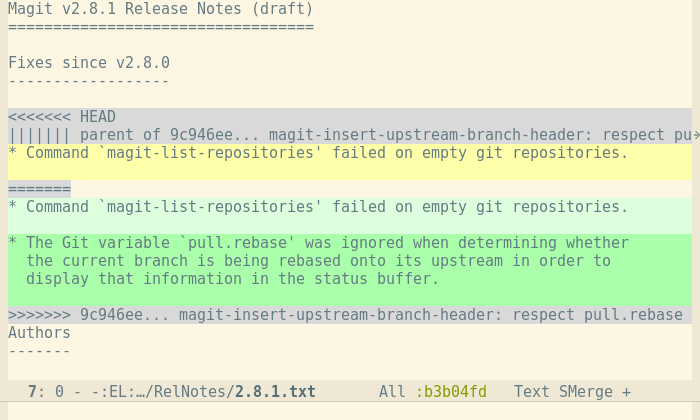 Magit v2.8.1 Release Notes (draft)
==================================
Fixes since v2.8.0
------------------
<<<<<<< HEAD
||||||| parent of 9c946ee... magit-insert-upstream-branch-header: respect pu→
* Command `magit-list-repositories' failed on empty git repositories.
=======
* Command `magit-list-repositories' failed on empty git repositories.
* The Git variable `pull.rebase' was ignored when determining whether
  the current branch is being rebased onto its upstream in order to
  display that information in the status buffer.
>>>>>>> 9c946ee... magit-insert-upstream-branch-header: respect pull.rebase
Authors
-------
7: 0 - -:EL:…/RelNotes/2.8.1.txt       All :b3b04fd   Text SMerge +